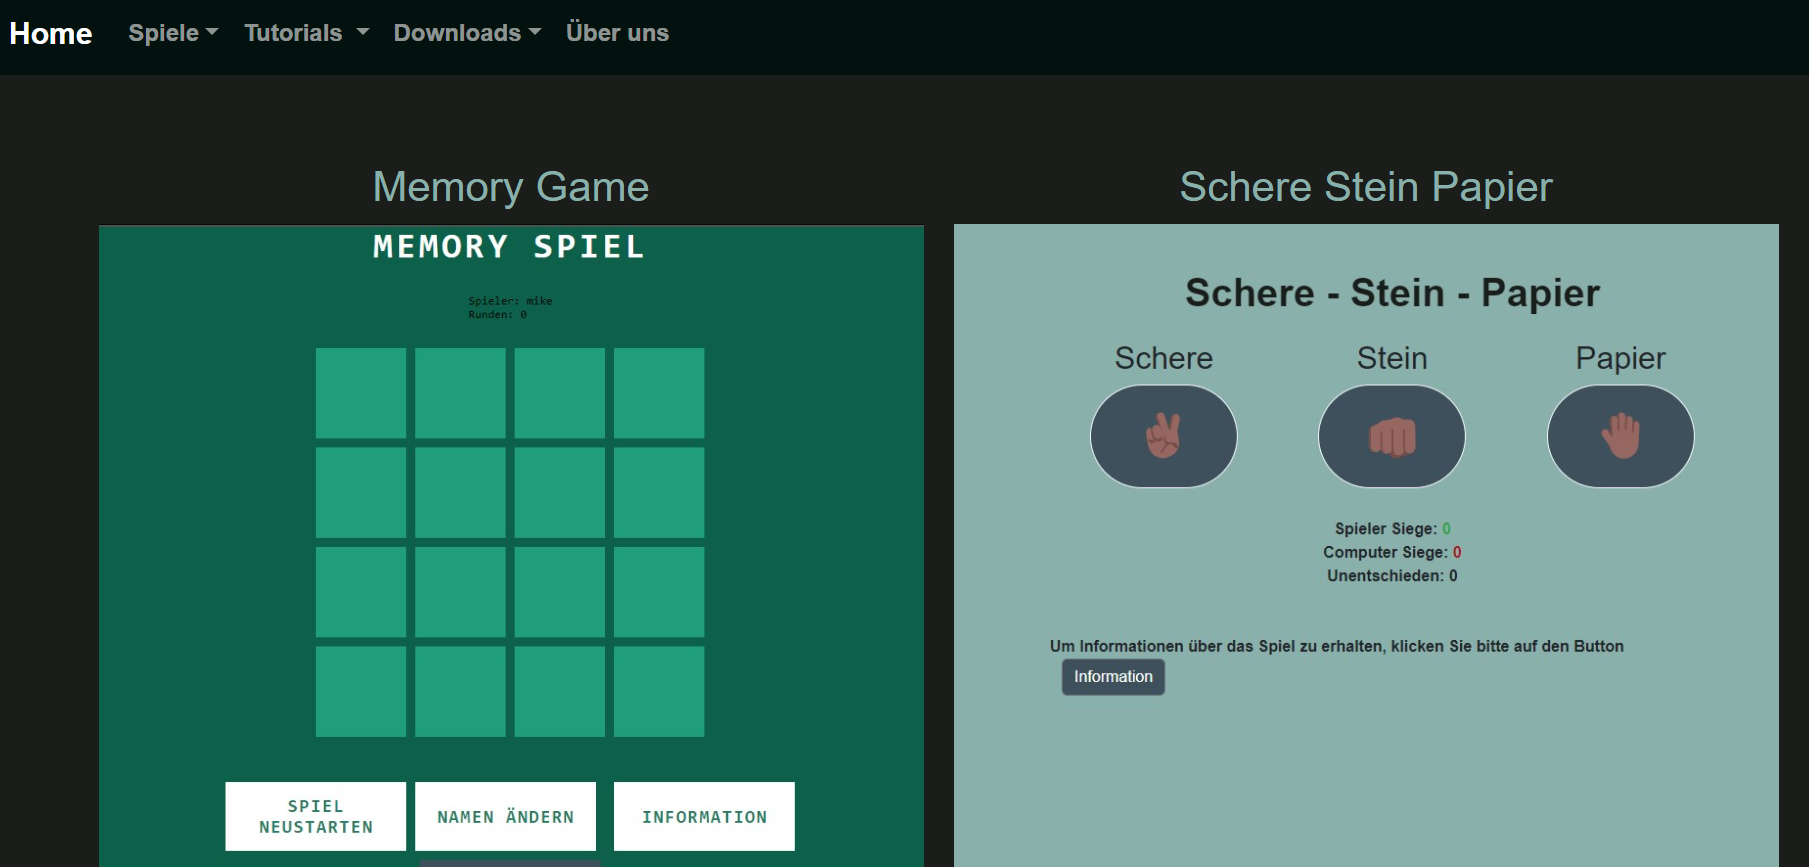 Home Spiele Tutorials Downloads Über uns
Memory Game
MEMORY SPIEL
Spieler: mike
Runden: 0
SPIEL
NEUSTARTEN
NAMEN ÄNDERN
INFORMATION
Schere Stein Papier
Schere - Stein - Papier
Schere Stein Papier
Spieler Siege: 0
Computer Siege: 0
Unentschieden: 0
Um Informationen über das Spiel zu erhalten, klicken Sie bitte auf den Button
Information